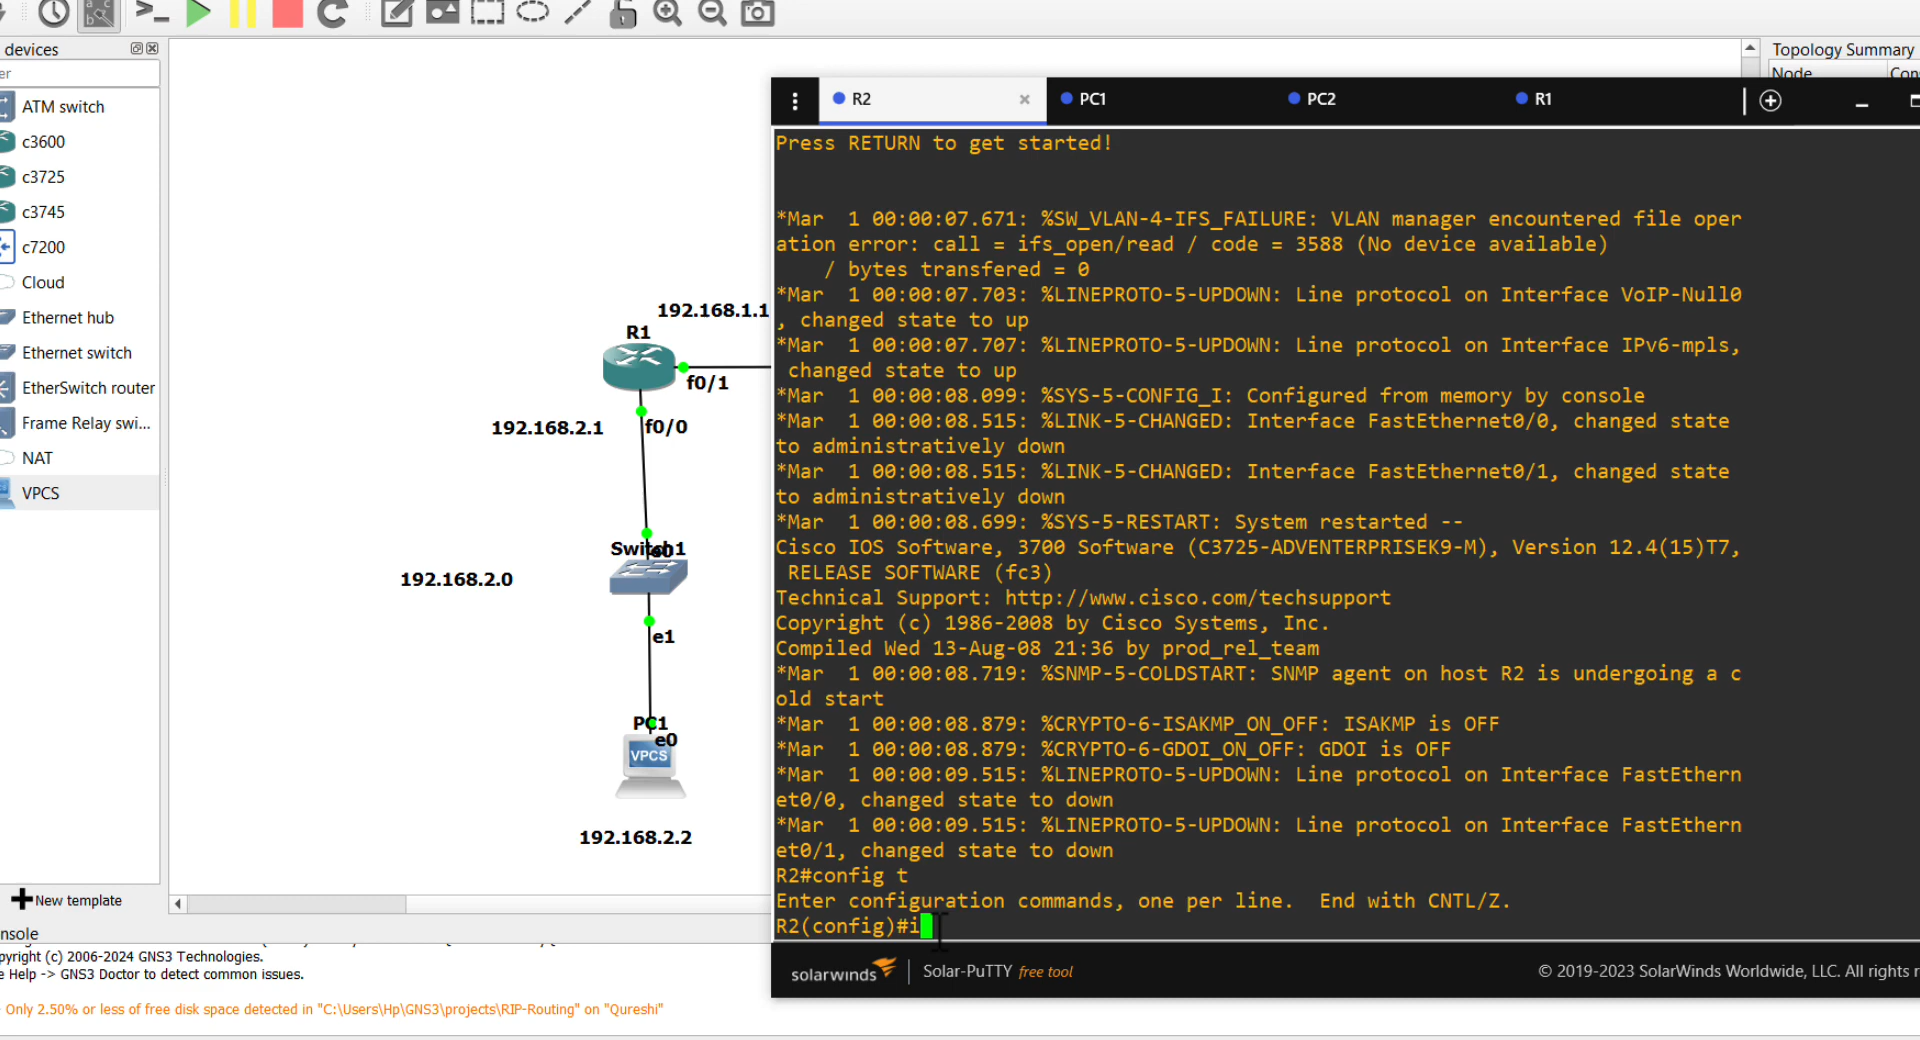 devices
Topology Summary
er
Node
ATM switch
c3600
c3725
c3745
c7200
Cloud
Ethernet hub
Ethernet switch
EtherSwitch router
Frame Relay swi...
NAT
VPCS
New template
192.168.1.1
R1
f0/1
192.168.2.1
f0/0
Switch1
192.168.2.0
e1
PC1
e0
VPCS
192.168.2.2
R2
PC1
PC2
R1
Press RETURN to get started!
*Mar  1 00:00:07.671: %SW_VLAN-4-IFS_FAILURE: VLAN manager encountered file oper
ation error: call = ifs_open/read / code = 3588 (No device available)
/ bytes transfered = 0
*Mar  1 00:00:07.703: %LINEPROTO-5-UPDOWN: Line protocol on Interface VoIP-Null0
, changed state to up
*Mar  1 00:00:07.707: %LINEPROTO-5-UPDOWN: Line protocol on Interface IPv6-mpls,
changed state to up
*Mar  1 00:00:08.099: %SYS-5-CONFIG_I: Configured from memory by console
*Mar  1 00:00:08.515: %LINK-5-CHANGED: Interface FastEthernet0/0, changed state
to administratively down
*Mar  1 00:00:08.515: %LINK-5-CHANGED: Interface FastEthernet0/1, changed state
to administratively down
*Mar  1 00:00:08.699: %SYS-5-RESTART: System restarted --
Cisco IOS Software, 3700 Software (C3725-ADVENTERPRISEK9-M), Version 12.4(15)T7,
RELEASE SOFTWARE (fc3)
Technical Support: http://www.cisco.com/techsupport
Copyright (c) 1986-2008 by Cisco Systems, Inc.
Compiled Wed 13-Aug-08 21:36 by prod_rel_team
*Mar  1 00:00:08.719: %SNMP-5-COLDSTART: SNMP agent on host R2 is undergoing a c
old start
*Mar  1 00:00:08.879: %CRYPTO-6-ISAKMP_ON_OFF: ISAKMP is OFF
*Mar  1 00:00:08.879: %CRYPTO-6-GDOI_ON_OFF: GDOI is OFF
*Mar  1 00:00:09.515: %LINEPROTO-5-UPDOWN: Line protocol on Interface FastEthern
et0/0, changed state to down
*Mar  1 00:00:09.515: %LINEPROTO-5-UPDOWN: Line protocol on Interface FastEthern
et0/1, changed state to down
R2#config t
Enter configuration commands, one per line.  End with CNTL/Z.
R2(config)#i
solarwinds
Solar-PuTTY free tool
© 2019-2023 SolarWinds Worldwide, LLC. All rights r
nsole
pyright (c) 2006-2024 GNS3 Technologies.
e Help -> GNS3 Doctor to detect common issues.
Only 2.50% or less of free disk space detected in "C:\Users\Hp\GNS3\projects\RIP-Routing" on "Qureshi"